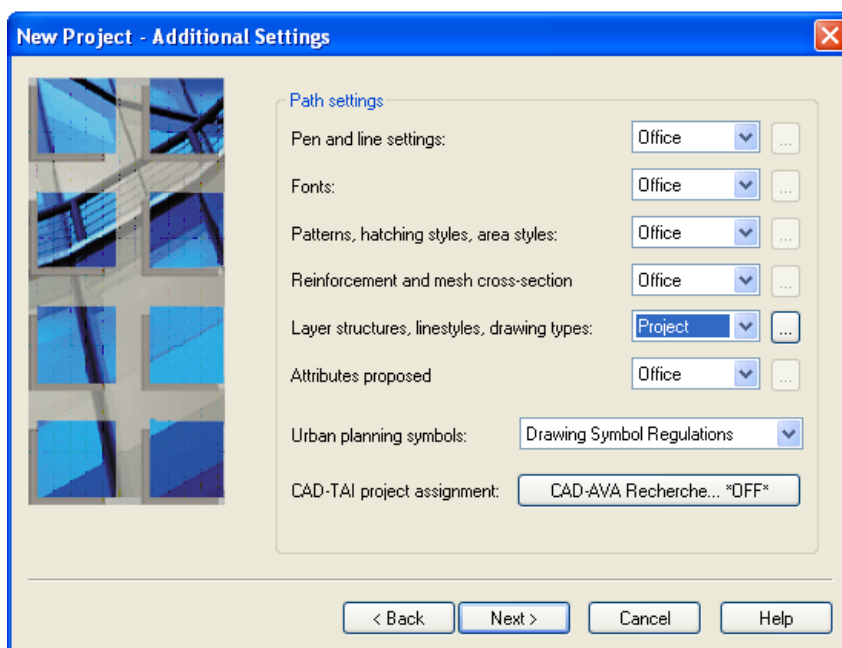 New Project - Additional Settings
Path settings
Pen and line settings: Office ...
Fonts: Office ...
Patterns, hatching styles, area styles: Office ...
Reinforcement and mesh cross-section Office ...
Layer structures, linestyles, drawing types: Project ...
Attributes proposed Office ...
Urban planning symbols: Drawing Symbol Regulations
CAD-TAI project assignment: CAD-AVA Recherche... *OFF*
< Back Next > Cancel Help